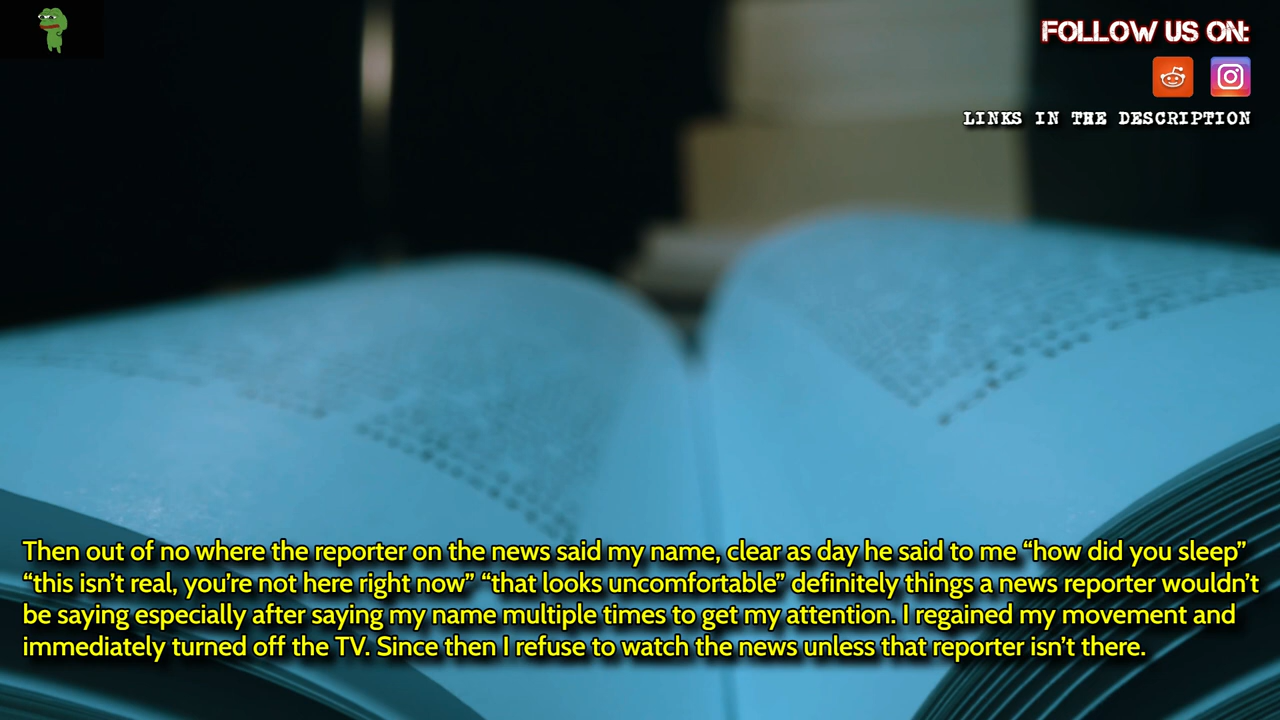 FOLLOW US ON:
LINKS IN THE DESCRIPTION
Then out of no where the reporter on the news said my name, clear as day he said to me “how did you sleep”
“this isn’t real, you’re not here right now” “that looks uncomfortable” definitely things a news reporter wouldn’t
be saying especially after saying my name multiple times to get my attention. I regained my movement and
immediately turned off the TV. Since then I refuse to watch the news unless that reporter isn’t there.